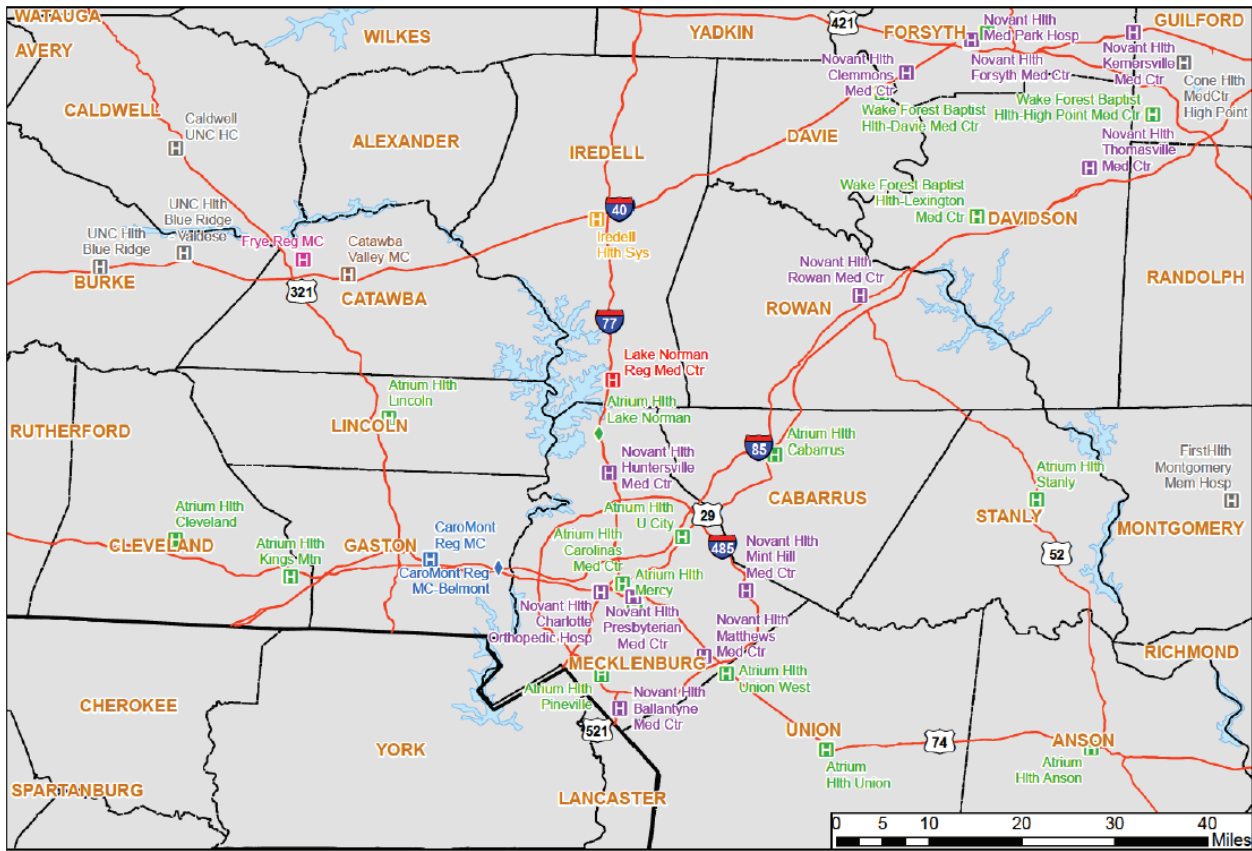 WATAUGA
AVERY
WILKES
YADKIN
421
FORSYTH
Novant Hlth
Med Park Hosp
GUILFORD
Novant Hlth
Clemmons
Med Ctr
Novant Hlth
Forsyth Med Ctr
Novant Hlth
Kernersville
Med Ctr
Cone Hlth
MedCtr
High Point
CALDWELL
Caldwell
UNC HC
ALEXANDER
IREDELL
DAVIE
Wake Forest Baptist
Hlth-Davie Med Ctr
Wake Forest Baptist
Hlth-High Point Med Ctr
Novant Hlth
Thomasville
Med Ctr
Wake Forest Baptist
Hlth-Lexington
Med Ctr
DAVIDSON
40
Iredell
Hlth Sys
UNC Hlth
Blue Ridge
Valdese
UNC Hlth
Blue Ridge
BURKE
Frye Reg MC
Catawba
Valley MC
321
CATAWBA
Novant Hlth
Rowan Med Ctr
ROWAN
RANDOLPH
77
Lake Norman
Reg Med Ctr
Atrium Hlth
Lake Norman
Atrium Hlth
Lincoln
LINCOLN
RUTHERFORD
Novant Hlth
Huntersville
Med Ctr
85
Atrium Hlth
Cabarrus
CABARRUS
Atrium Hlth
Stanly
STANLY
FirstHlth
Montgomery
Mem Hosp
MONTGOMERY
Atrium Hlth
Cleveland
CLEVELAND
Atrium Hlth
Kings Mtn
GASTON
CaroMont
Reg MC
CaroMont Reg
MC-Belmont
Atrium Hlth
U City
29
485
Atrium Hlth
Carolinas
Med Ctr
Atrium Hlth
Mercy
Novant Hlth
Mint Hill
Med Ctr
52
Novant Hlth
Charlotte
Orthopedic Hosp
Novant Hlth
Presbyterian
Med Ctr
Novant Hlth
Matthews
Med Ctr
MECKLENBURG
Atrium Hlth
Union West
Atrium Hlth
Pineville
Novant Hlth
Ballantyne
Med Ctr
521
RICHMOND
CHEROKEE
YORK
UNION
74
ANSON
Atrium
Hlth Union
Atrium
Hlth Anson
SPARTANBURG
LANCASTER
0 5 10 20 30 40
Miles